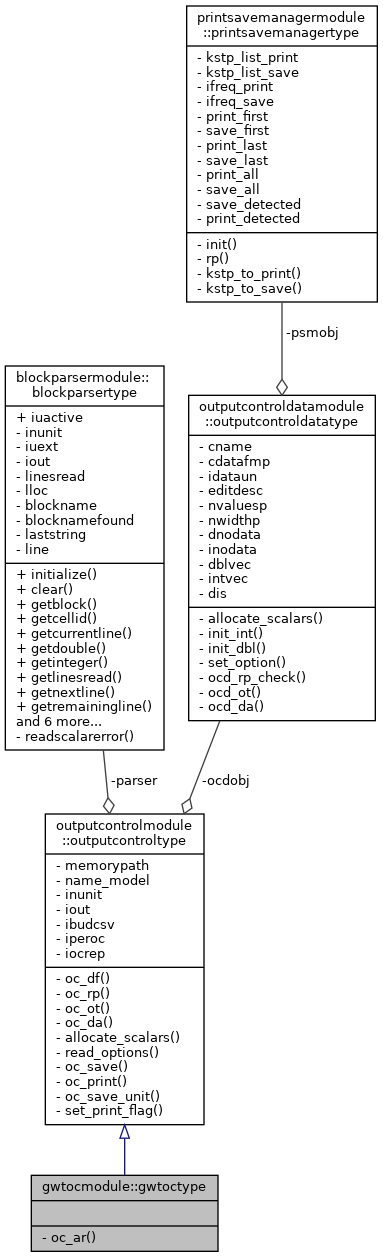 printsavemanagermodule
::printsavemanagertype
- kstp_list_print
- kstp_list_save
- ifreq_print
- ifreq_save
- print_first
- save_first
- print_last
- save_last
- print_all
- save_all
- save_detected
- print_detected
- init()
- rp()
- kstp_to_print()
- kstp_to_save()
-psmobj
blockparsermodule::
blockparsertype
+ iuactive
- inunit
- iuext
- iout
- linesread
- lloc
- blockname
- blocknamefound
- laststring
- line
+ initialize()
+ clear()
+ getblock()
+ getcellid()
+ getcurrentline()
+ getdouble()
+ getinteger()
+ getlinesread()
+ getnextline()
+ getremainingline()
and 6 more...
- readscalarerror()
outputcontroldatamodule
::outputcontroldatatype
- cname
- cdatafmp
- idataun
- editdesc
- nvaluesp
- nwidthp
- dnodata
- inodata
- dblvec
- intvec
- dis
- allocate_scalars()
- init_int()
- init_dbl()
- set_option()
- ocd_rp_check()
- ocd_ot()
- ocd_da()
-parser
-ocdobj
outputcontrolmodule
::outputcontroltype
- memorypath
- name_model
- inunit
- iout
- ibudcsv
- iperoc
- iocrep
- oc_df()
- oc_rp()
- oc_ot()
- oc_da()
- allocate_scalars()
- read_options()
- oc_save()
- oc_print()
- oc_save_unit()
- set_print_flag()
gwtocmodule::gwtoctype
- oc_ar()